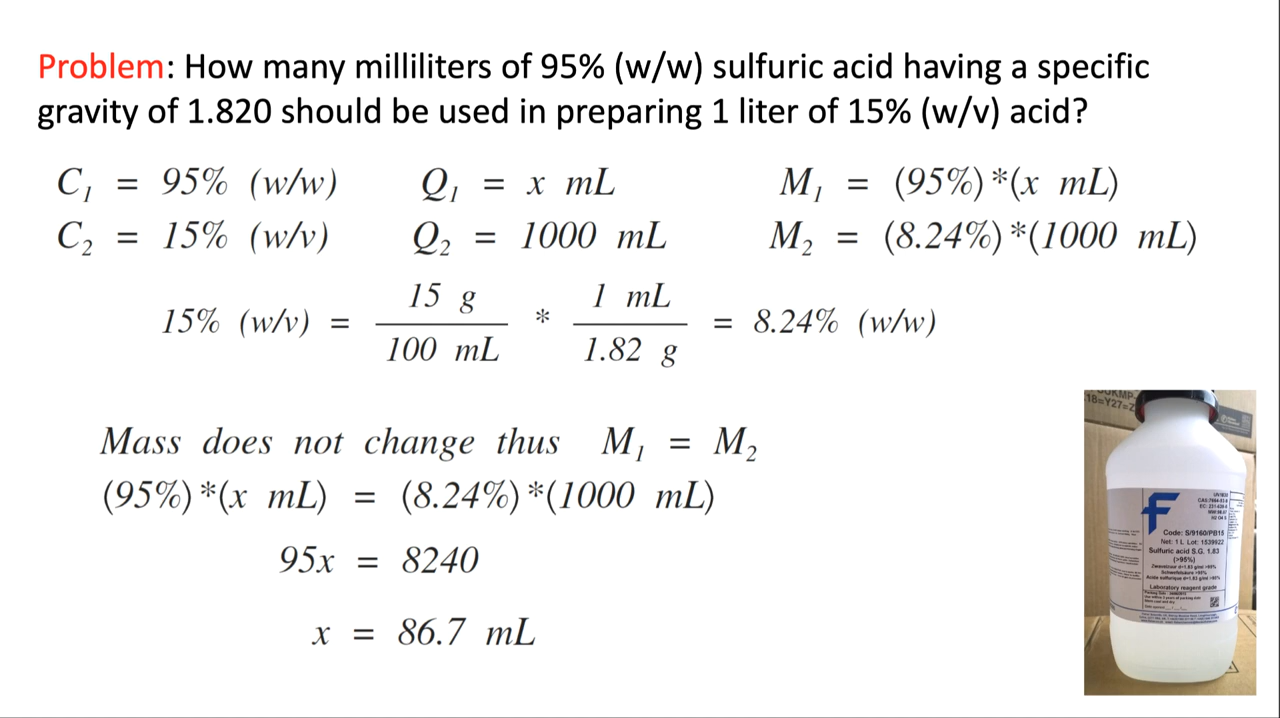 Problem: How many milliliters of 95% (w/w) sulfuric acid having a specific
gravity of 1.820 should be used in preparing 1 liter of 15% (w/v) acid?
C₁ = 95% (w/w) Q₁ = x mL M₁ = (95%)*(x mL)
C₂ = 15% (w/v) Q₂ = 1000 mL M₂ = (8.24%)*(1000 mL)
15% (w/v) = 15 g / 100 mL * 1 mL / 1.82 g = 8.24% (w/w)
Mass does not change thus M₁ = M₂
(95%)*(x mL) = (8.24%)*(1000 mL)
95x = 8240
x = 86.7 mL
F
Code: S/9160/PB15
Net: 1 L Lot: 1539922
Sulfuric acid S.G. 1.83
(>95%)
Laboratory reagent grade